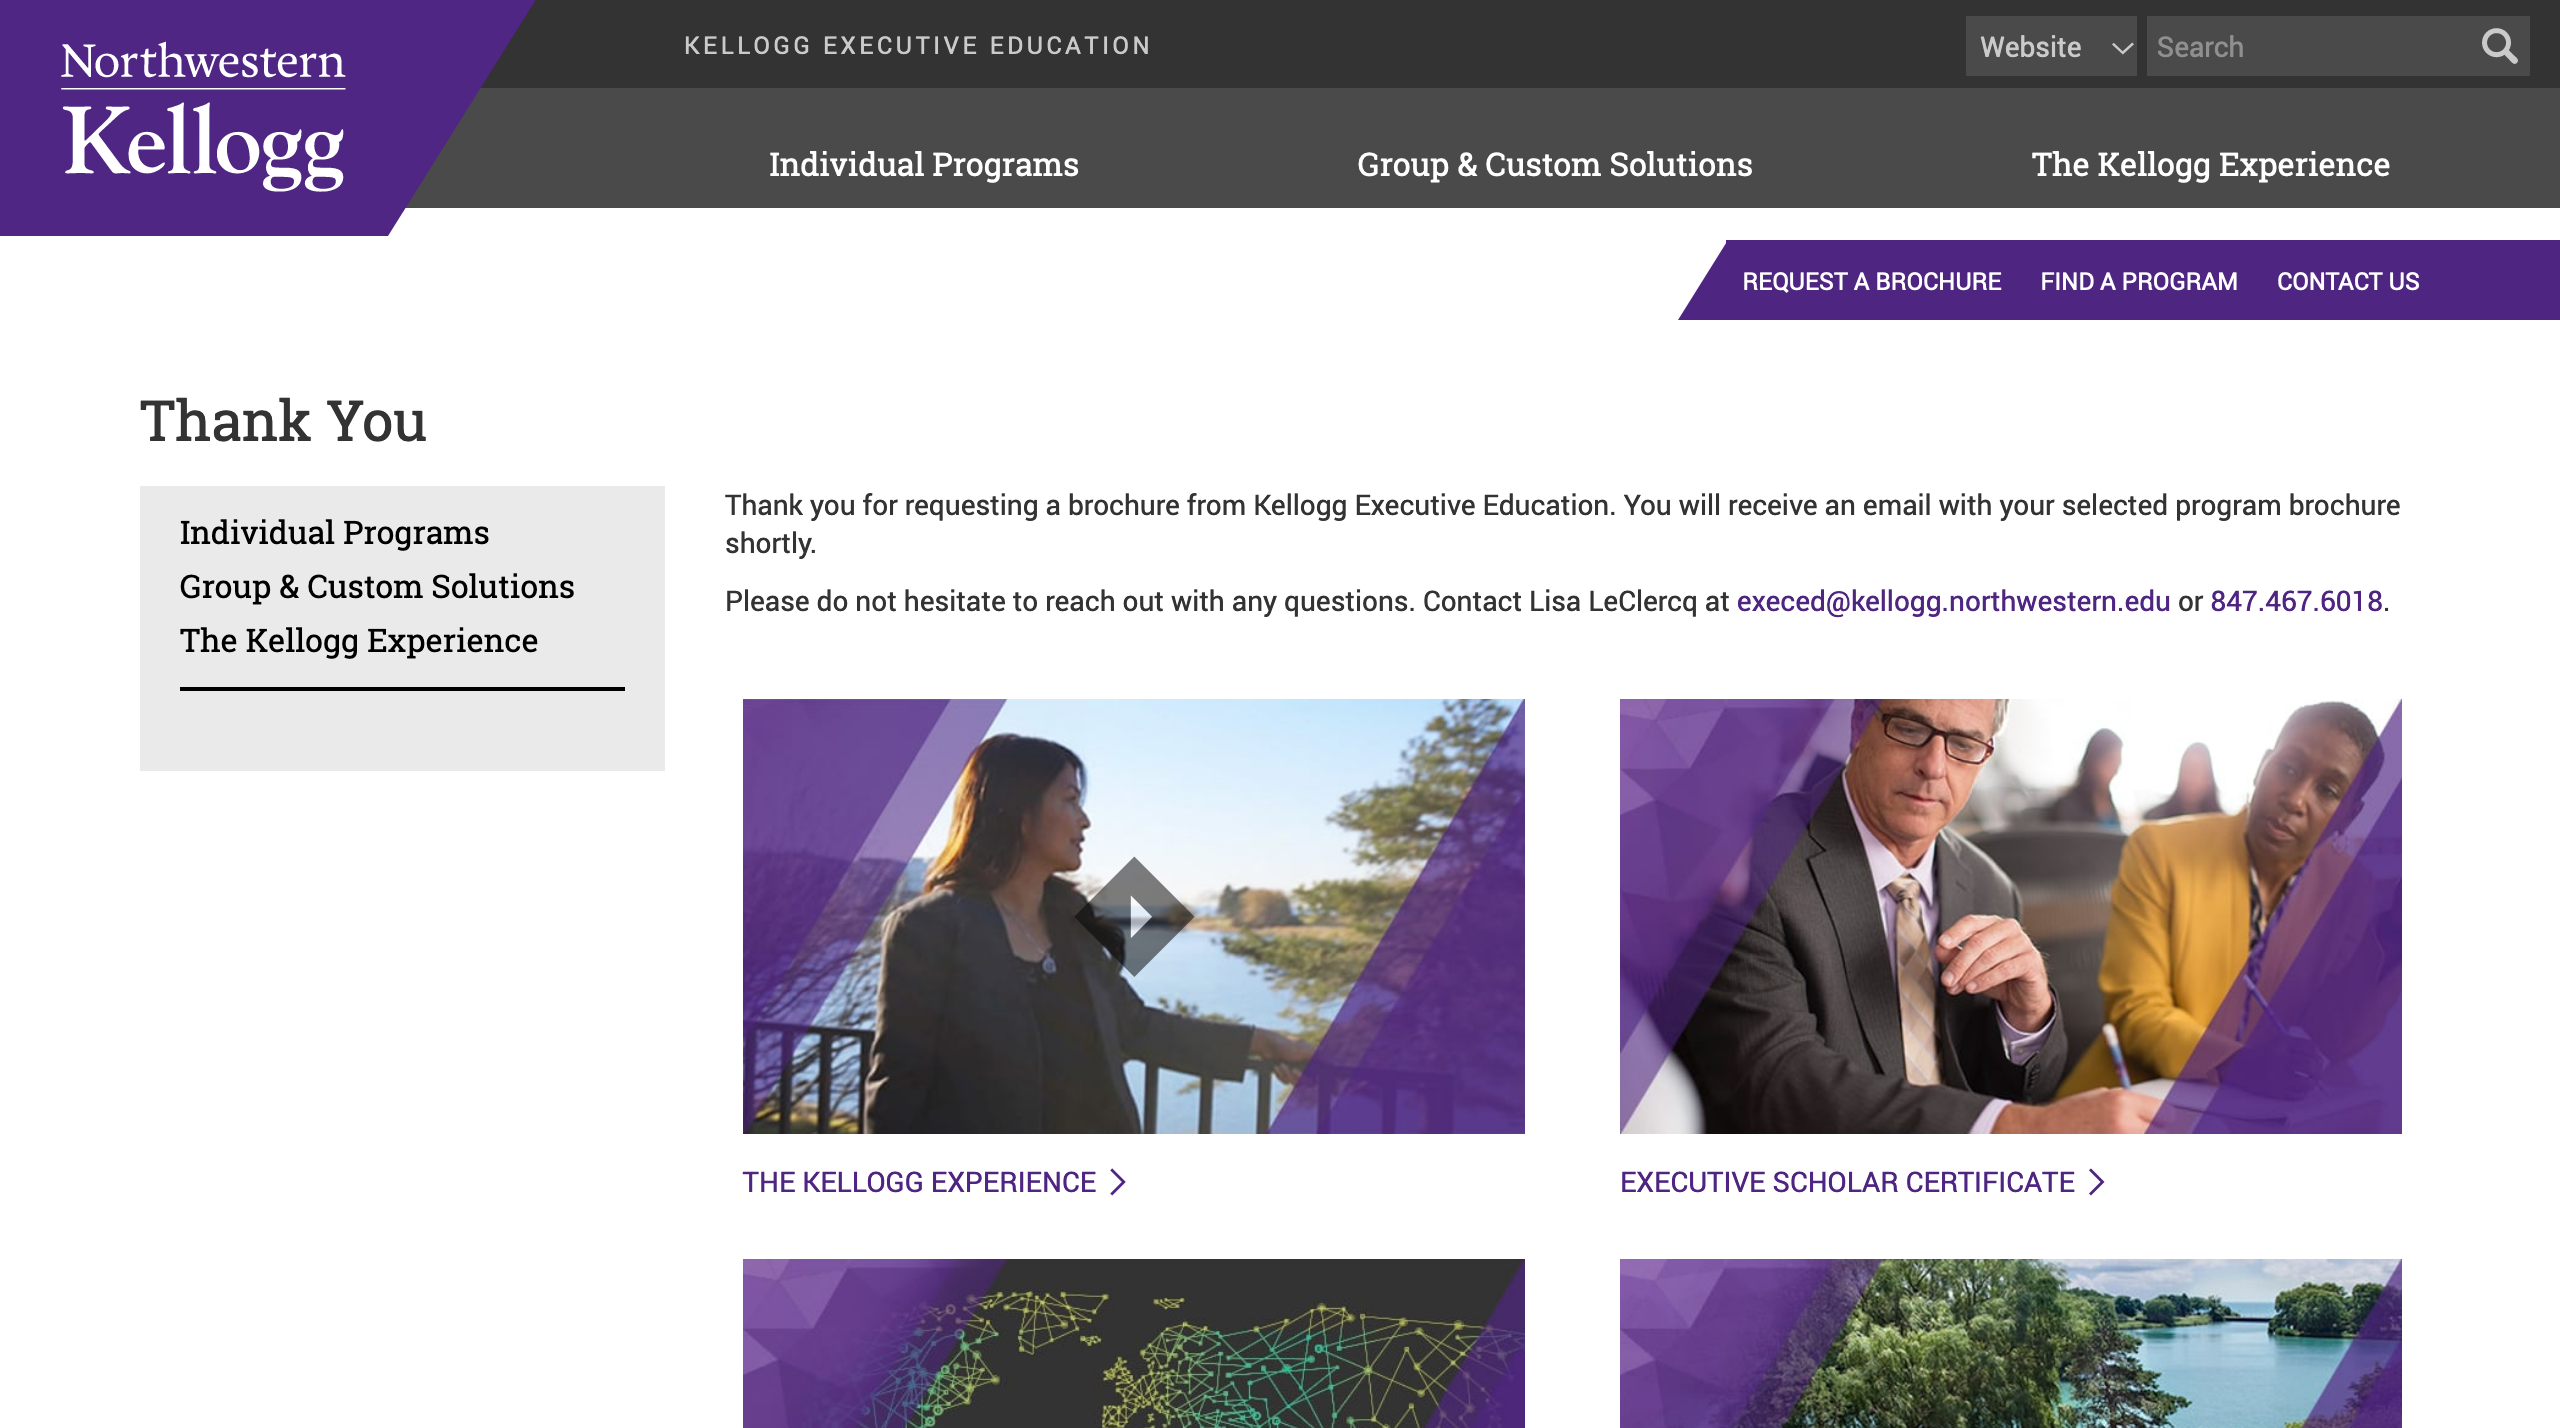 Northwestern
Kellogg
KELLOGG EXECUTIVE EDUCATION
Website
Search
Individual Programs
Group & Custom Solutions
The Kellogg Experience
REQUEST A BROCHURE
FIND A PROGRAM
CONTACT US
Thank You
Individual Programs
Group & Custom Solutions
The Kellogg Experience
Thank you for requesting a brochure from Kellogg Executive Education. You will receive an email with your selected program brochure
shortly.
Please do not hesitate to reach out with any questions. Contact Lisa LeClercq at execed@kellogg.northwestern.edu or 847.467.6018.
THE KELLOGG EXPERIENCE
EXECUTIVE SCHOLAR CERTIFICATE